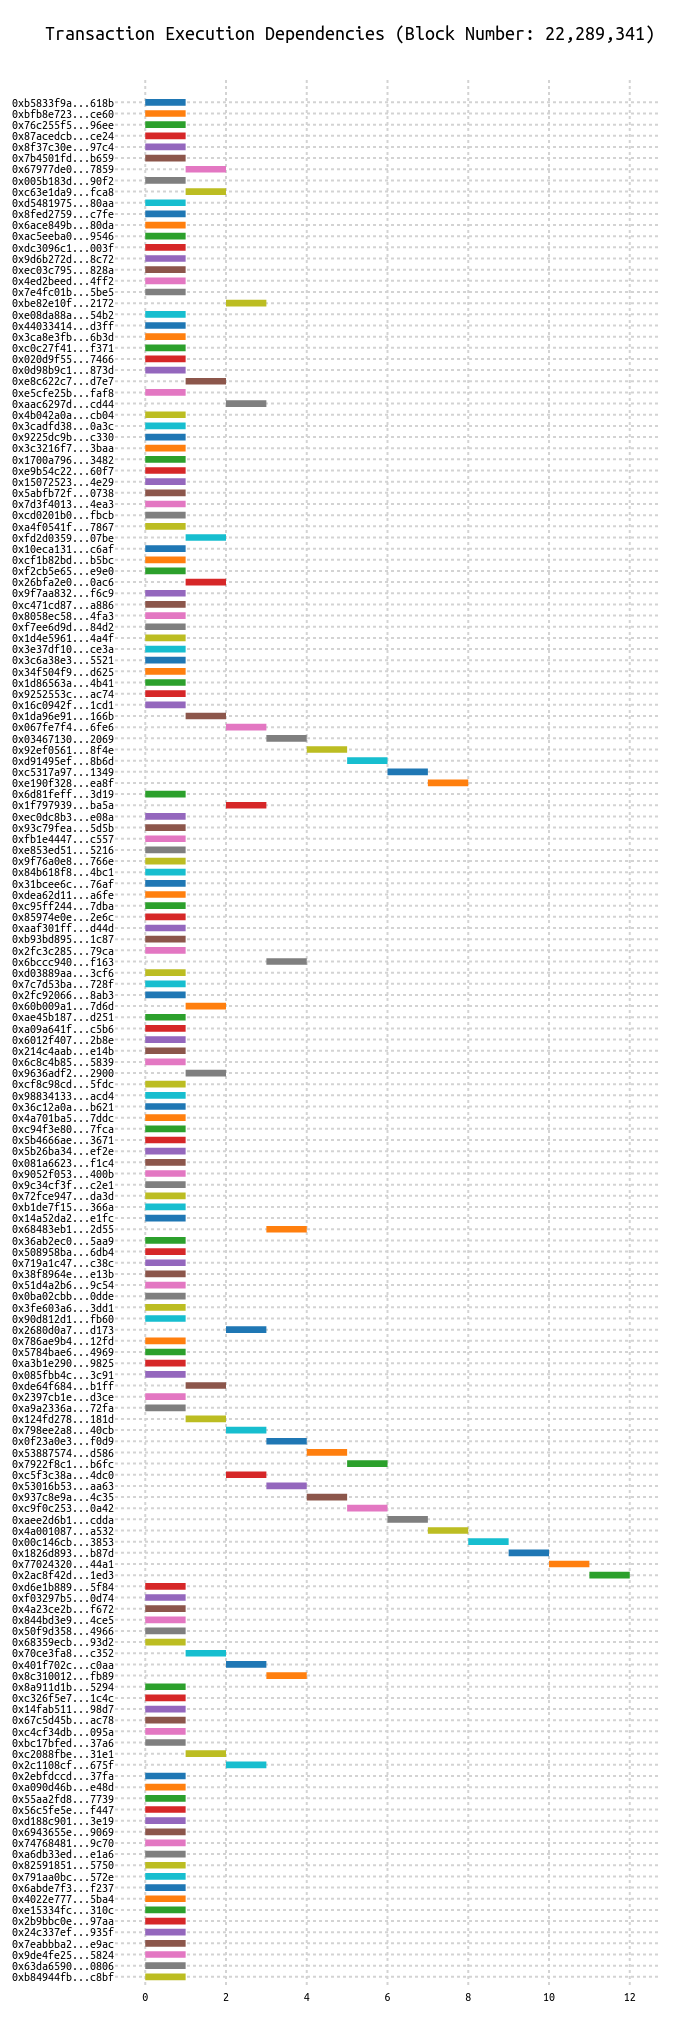 Transaction Execution Dependencies (Block Number: 22,289,341)
0xb5833f9a...618b
0xbfb8e723...ce60
0x76c255f5...96ee
0x87acedcb...ce24
0x8f37c30e...97c4
0x7b4501fd...b659
0x67977de0...7859
0x005b183d...90f2
0xc63e1da9...fca8
0xd5481975...80aa
0x8fed2759...c7fe
0x6ace849b...80da
0xac5eeba0...9546
0xdc3096c1...003f
0x9d6b272d...8c72
0xec03c795...828a
0x4ed2beed...4ff2
0x7e4fc01b...5be5
0xbe82e10f...2172
0xe08da88a...54b2
0x44033414...d3ff
0x3ca8e3fb...6b3d
0xc0c27f41...f371
0x020d9f55...7466
0x0d98b9c1...873d
0xe8c622c7...d7e7
0xe5cfe25b...faf8
0xaac6297d...cd44
0x4b042a0a...cb04
0x3cadfd38...0a3c
0x9225dc9b...c330
0x3c3216f7...3baa
0x1700a796...3482
0xe9b54c22...60f7
0x15072523...4e29
0x5abfb72f...0738
0x7d3f4013...4ea3
0xcd0201b0...fbcb
0xa4f0541f...7867
0xfd2d0359...07be
0x10eca131...c6af
0xcf1b82bd...b5bc
0xf2cb5e65...e9e0
0x26bfa2e0...0ac6
0x9f7aa832...f6c9
0xc471cd87...a886
0x8058ec58...4fa3
0xf7ee6d9d...84d2
0x1d4e5961...4a4f
0x3e37df10...ce3a
0x3c6a38e3...5521
0x34f504f9...d625
0x1d86563a...4b41
0x9252553c...ac74
0x16c0942f...1cd1
0x1da96e91...166b
0x067fe7f4...6fe6
0x03467130...2069
0x92ef0561...8f4e
0xd91495ef...8b6d
0xc5317a97...1349
0xe190f328...ea8f
0x6d81feff...3d19
0x1f797939...ba5a
0xec0dc8b3...e08a
0x93c79fea...5d5b
0xfb1e4447...c557
0xe853ed51...5216
0x9f76a0e8...766e
0x84b618f8...4bc1
0x31bcee6c...76af
0xdea62d11...a6fe
0xc95ff244...7dba
0x85974e0e...2e6c
0xaaf301ff...d44d
0xb93bd895...1c87
0x2fc3c285...79ca
0x6bccc940...f163
0xd03889aa...3cf6
0x7c7d53ba...728f
0x2fc92066...8ab3
0x60b009a1...7d6d
0xae45b187...d251
0xa09a641f...c5b6
0x6012f407...2b8e
0x214c4aab...e14b
0x6c8c4b85...5839
0x9636adf2...2900
0xcf8c98cd...5fdc
0x98834133...acd4
0x36c12a0a...b621
0x4a701ba5...7ddc
0xc94f3e80...7fca
0x5b4666ae...3671
0x5b26ba34...ef2e
0x081a6623...f1c4
0x9052f053...400b
0x9c34cf3f...c2e1
0x72fce947...da3d
0xb1de7f15...366a
0x14a52da2...e1fc
0x68483eb1...2d55
0x36ab2ec0...5aa9
0x508958ba...6db4
0x719a1c47...c38c
0x38f8964e...e13b
0x51d4a2b6...9c54
0x0ba02cbb...0dde
0x3fe603a6...3dd1
0x90d812d1...fb60
0x2680d0a7...d173
0x786ae9b4...12fd
0x5784bae6...4969
0xa3b1e290...9825
0x085fbb4c...3c91
0xde64f684...b1ff
0x2397cb1e...d3ce
0xa9a2336a...72fa
0x124fd278...181d
0x798ee2a8...40cb
0x0f23a0e3...f0d9
0x53887574...d586
0x7922f8c1...b6fc
0xc5f3c38a...4dc0
0x53016b53...aa63
0x937c8e9a...4c35
0xc9f0c253...0a42
0xaee2d6b1...cdda
0x4a001087...a532
0x00c146cb...3853
0x1826d893...b87d
0x77024320...44a1
0x2ac8f42d...1ed3
0xd6e1b889...5f84
0xf03297b5...0d74
0x4a23ce2b...f672
0x844bd3e9...4ce5
0x50f9d358...4966
0x68359ecb...93d2
0x70ce3fa8...c352
0x401f702c...c0aa
0x8c310012...fb89
0x8a911d1b...5294
0xc326f5e7...1c4c
0x14fab511...98d7
0x67c5d45b...ac78
0xc4cf34db...095a
0xbc17bfed...37a6
0xc2088fbe...31e1
0x2c1108cf...675f
0x2ebfdccd...37fa
0xa090d46b...e48d
0x55aa2fd8...7739
0x56c5fe5e...f447
0xd188c901...3e19
0x6943655e...9069
0x74768481...9c70
0xa6db33ed...e1a6
0x82591851...5750
0x791aa0bc...572e
0x6abde7f3...f237
0x4022e777...5ba4
0xe15334fc...310c
0x2b9bbc0e...97aa
0x24c337ef...935f
0x7eabbba2...e9ac
0x9de4fe25...5824
0x63da6590...0806
0xb84944fb...c8bf
0 2 4 6 8 10 12